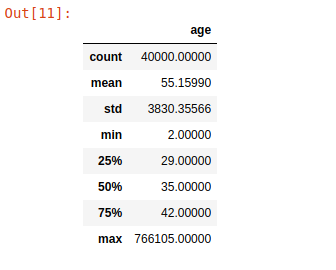 Out[11]:
age
count 40000.00000
mean 55.15990
std 3830.35566
min 2.00000
25% 29.00000
50% 35.00000
75% 42.00000
max 766105.00000